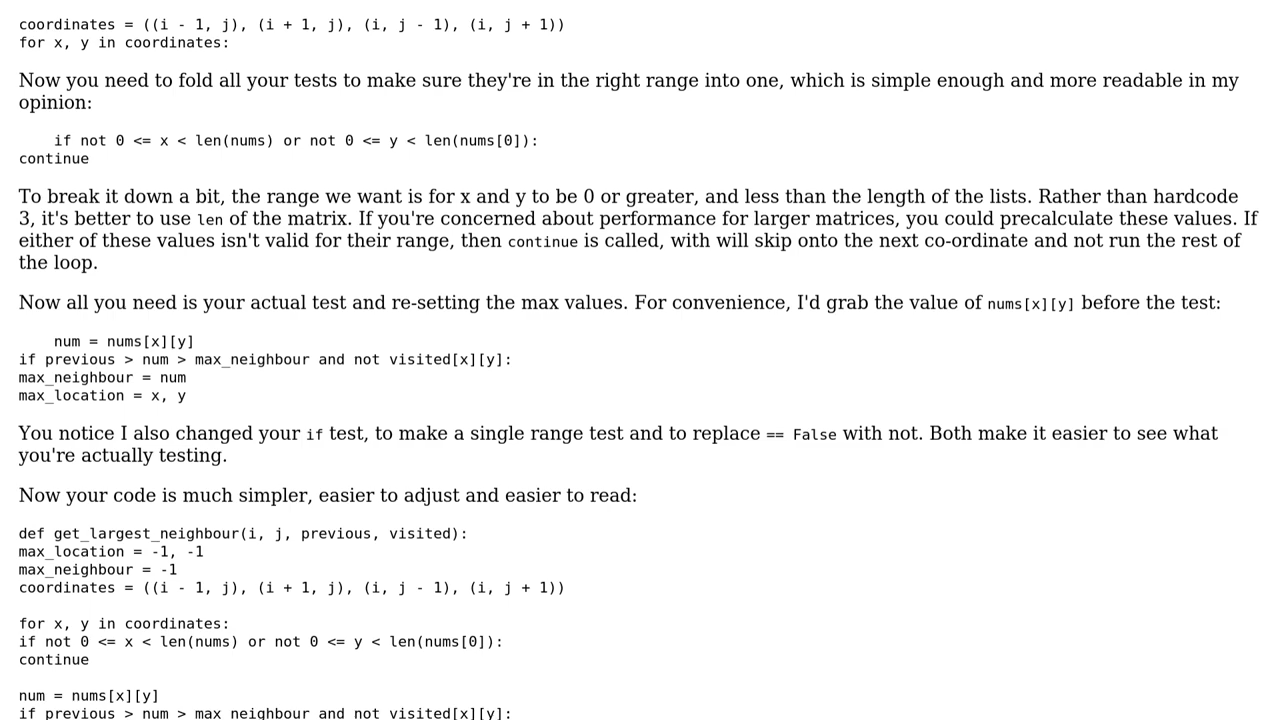 coordinates = ((i - 1, j), (i + 1, j), (i, j - 1), (i, j + 1))
for x, y in coordinates:
Now you need to fold all your tests to make sure they're in the right range into one, which is simple enough and more readable in my
opinion:
    if not 0 <= x < len(nums) or not 0 <= y < len(nums[0]):
continue
To break it down a bit, the range we want is for x and y to be 0 or greater, and less than the length of the lists. Rather than hardcode
3, it's better to use len of the matrix. If you're concerned about performance for larger matrices, you could precalculate these values. If
either of these values isn't valid for their range, then continue is called, with will skip onto the next co-ordinate and not run the rest of
the loop.
Now all you need is your actual test and re-setting the max values. For convenience, I'd grab the value of nums[x][y] before the test:
    num = nums[x][y]
if previous > num > max_neighbour and not visited[x][y]:
max_neighbour = num
max_location = x, y
You notice I also changed your if test, to make a single range test and to replace == False with not. Both make it easier to see what
you're actually testing.
Now your code is much simpler, easier to adjust and easier to read:
def get_largest_neighbour(i, j, previous, visited):
max_location = -1, -1
max_neighbour = -1
coordinates = ((i - 1, j), (i + 1, j), (i, j - 1), (i, j + 1))
for x, y in coordinates:
if not 0 <= x < len(nums) or not 0 <= y < len(nums[0]):
continue
num = nums[x][y]
if previous > num > max_neighbour and not visited[x][y]: